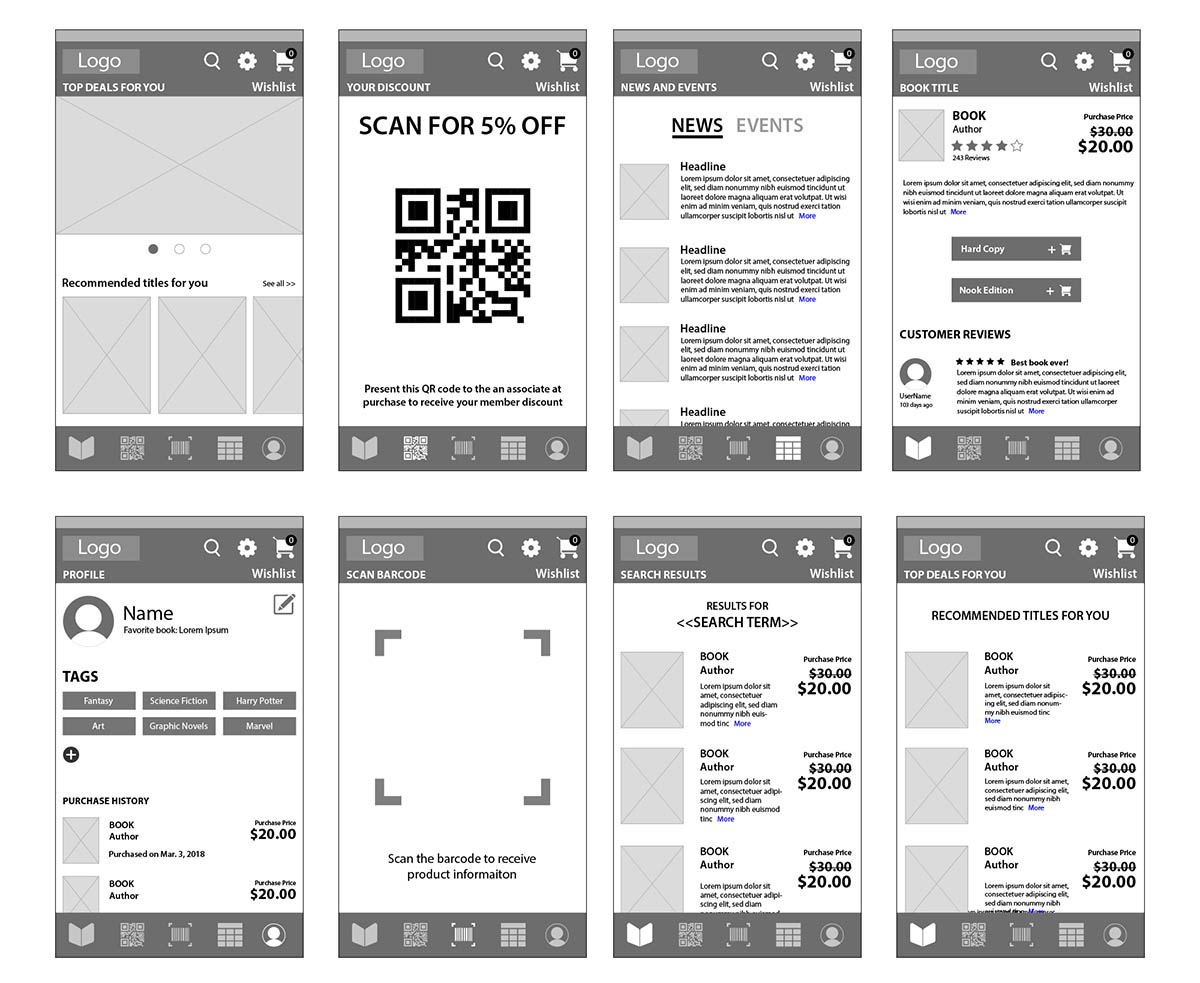 Logo
0
TOP DEALS FOR YOU Wishlist
Recommended titles for you See all >>
Logo
0
YOUR DISCOUNT Wishlist
SCAN FOR 5% OFF
Present this QR code to the an associate at
purchase to receive your member discount
Logo
0
NEWS AND EVENTS Wishlist
NEWS EVENTS
Headline
Lorem ipsum dolor sit amet, consectetuer adipiscing
elit, sed diam nonummy nibh euismod tincidunt ut
laoreet dolore magna aliquam erat volutpat. Ut wisi
enim ad minim veniam, quis nostrud exerci tation
ullamcorper suscipit lobortis nisl ut More
Headline
Lorem ipsum dolor sit amet, consectetuer adipiscing
elit, sed diam nonummy nibh euismod tincidunt ut
laoreet dolore magna aliquam erat volutpat. Ut wisi
enim ad minim veniam, quis nostrud exerci tation
ullamcorper suscipit lobortis nisl ut More
Headline
Lorem ipsum dolor sit amet, consectetuer adipiscing
elit, sed diam nonummy nibh euismod tincidunt ut
laoreet dolore magna aliquam erat volutpat. Ut wisi
enim ad minim veniam, quis nostrud exerci tation
ullamcorper suscipit lobortis nisl ut More
Headline
Lorem ipsum dolor sit amet, consectetuer adipiscing
Logo
0
BOOK TITLE Wishlist
BOOK Purchase Price
Author $30.00
$20.00
243 Reviews
Lorem ipsum dolor sit amet, consectetuer adipiscing elit, sed diam
nonummy nibh euismod tincidunt ut laoreet dolore magna
aliquam erat volutpat. Ut wisi enim ad minim veniam, quis
nostrud exerci tation ullamcorper suscipit
lobortis nisl ut More
Hard Copy +
Nook Edition +
CUSTOMER REVIEWS
Best book ever!
Lorem ipsum dolor sit amet, consectetuer adipiscing
elit, sed diam nonummy nibh euismod tincidunt ut
laoreet dolore magna aliquam erat volutpat. Ut wisi
enim ad minim veniam, quis nostrud exerci tation
ullamcorper suscipit lobortis nisl ut More
UserName
103 days ago
Logo
0
PROFILE Wishlist
Name
Favorite book: Lorem Ipsum
TAGS
Fantasy Science Fiction Harry Potter
Art Graphic Novels Marvel
PURCHASE HISTORY
BOOK Purchase Price
Author $20.00
Purchased on Mar. 3, 2018
BOOK Purchase Price
Author $20.00
Logo
0
SCAN BARCODE Wishlist
Scan the barcode to receive
product informaiton
Logo
0
SEARCH RESULTS Wishlist
RESULTS FOR
<<SEARCH TERM>>
BOOK Purchase Price
Author $30.00
$20.00
Lorem ipsum dolor sit
amet, consectetuer
adipiscing elit, sed diam
nonummy nibh euis-
mod tinc More
BOOK Purchase Price
Author $30.00
$20.00
Lorem ipsum dolor sit
amet, consectetuer adipi-
scing elit, sed diam
nonummy nibh euismod
tinc More
BOOK Purchase Price
Author $30.00
$20.00
Lorem ipsum dolor sit
amet, consectetuer adipi-
scing elit, sed diam
Logo
0
TOP DEALS FOR YOU Wishlist
RECOMMENDED TITLES FOR YOU
BOOK Purchase Price
Author $30.00
$20.00
Lorem ipsum dolor sit
amet, consectetuer adipisc-
ing elit, sed diam nonum-
my nibh euismod tinc
More
BOOK Purchase Price
Author $30.00
$20.00
Lorem ipsum dolor sit amet,
consectetuer adipiscing elit,
sed diam nonummy nibh
euismod tinc More
BOOK Purchase Price
Author $30.00
$20.00
Lorem ipsum dolor sit amet,
consectetuer adipiscing elit,
sed diam nonummy nibh